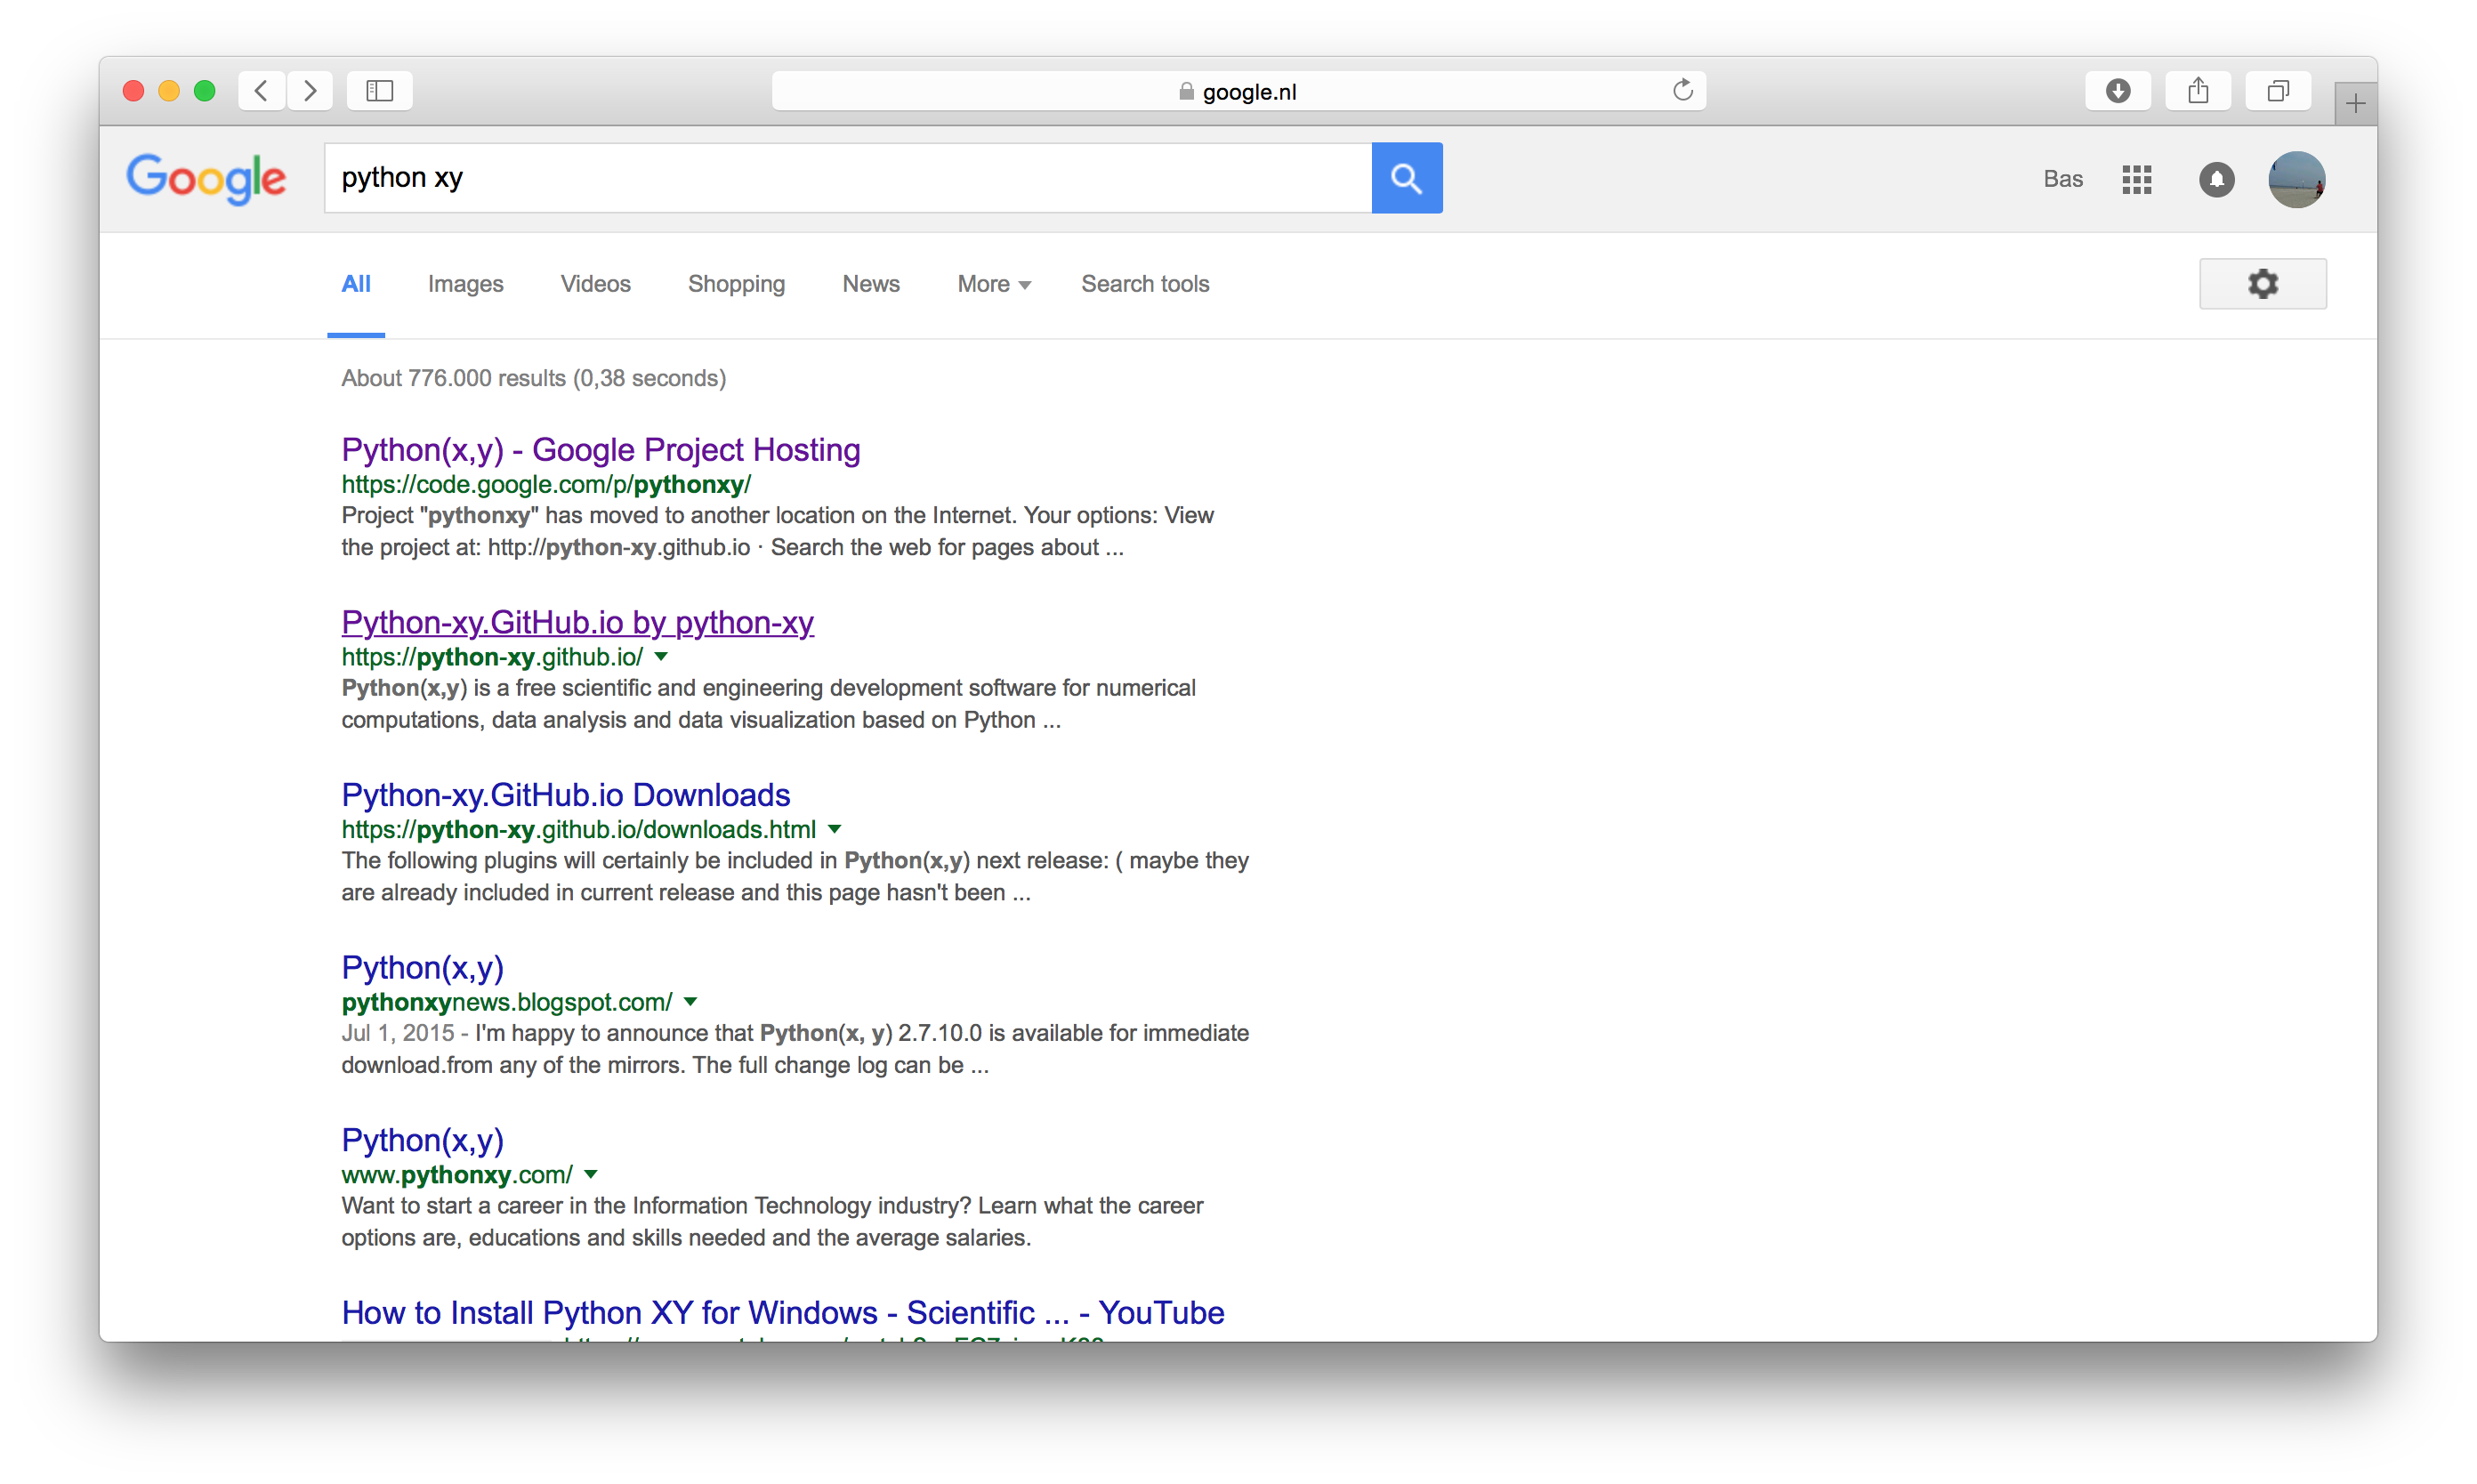 google.nl
Google
python xy
Bas
All Images Videos Shopping News More Search tools
About 776.000 results (0,38 seconds)
Python(x,y) - Google Project Hosting
https://code.google.com/p/pythonxy/
Project "pythonxy" has moved to another location on the Internet. Your options: View
the project at: http://python-xy.github.io · Search the web for pages about ...
Python-xy.GitHub.io by python-xy
https://python-xy.github.io/
Python(x,y) is a free scientific and engineering development software for numerical
computations, data analysis and data visualization based on Python ...
Python-xy.GitHub.io Downloads
https://python-xy.github.io/downloads.html
The following plugins will certainly be included in Python(x,y) next release: ( maybe they
are already included in current release and this page hasn't been ...
Python(x,y)
pythonxynews.blogspot.com/
Jul 1, 2015 - I'm happy to announce that Python(x, y) 2.7.10.0 is available for immediate
download.from any of the mirrors. The full change log can be ...
Python(x,y)
www.pythonxy.com/
Want to start a career in the Information Technology industry? Learn what the career
options are, educations and skills needed and the average salaries.
How to Install Python XY for Windows - Scientific ... - YouTube